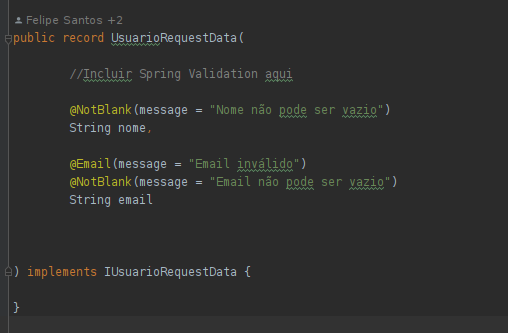 Felipe Santos +2
public record UsuarioRequestData(
//Incluir Spring Validation aqui
@NotBlank(message = "Nome não pode ser vazio")
String nome,
@Email(message = "Email inválido")
@NotBlank(message = "Email não pode ser vazio")
String email
) implements IUsuarioRequestData {
}